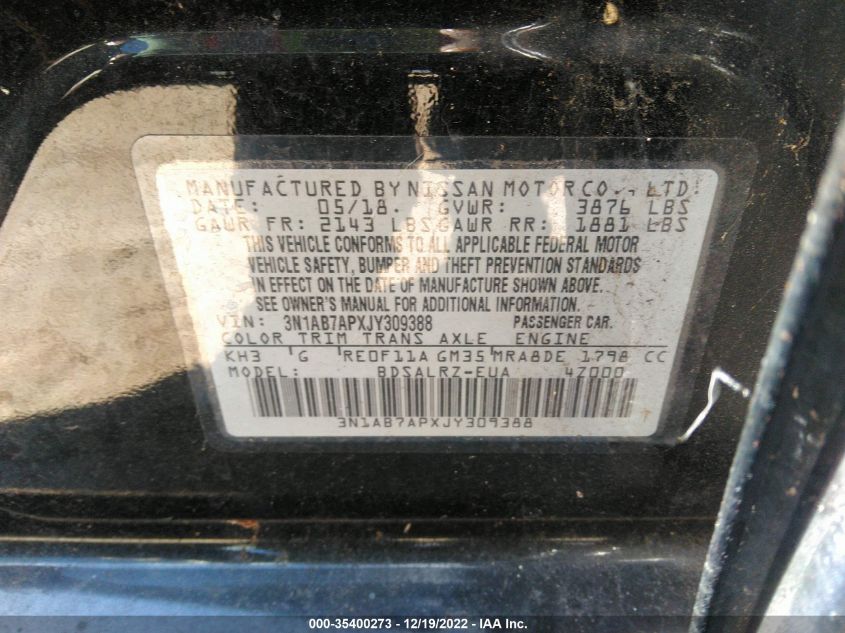 MANUFACTURED BY NISSAN MOTOR CO., LTD.
DATE: 05/18. GVWR: 3876 LBS
GAWR FR: 2143 LBS GAWR RR: 1881 LBS
THIS VEHICLE CONFORMS TO ALL APPLICABLE FEDERAL MOTOR
VEHICLE SAFETY, BUMPER AND THEFT PREVENTION STANDARDS
IN EFFECT ON THE DATE OF MANUFACTURE SHOWN ABOVE.
SEE OWNER'S MANUAL FOR ADDITIONAL INFORMATION.
VIN: 3N1AB7APXJY309388 PASSENGER CAR.
COLOR TRIM TRANS AXLE ENGINE
KH3 G RE0F11A GM35 MRA8DE 1798 CC
MODEL: BDSALRZ-EUA 4Z000
3N1AB7APXJY309388
000-35400273 - 12/19/2022 - IAAI.COM